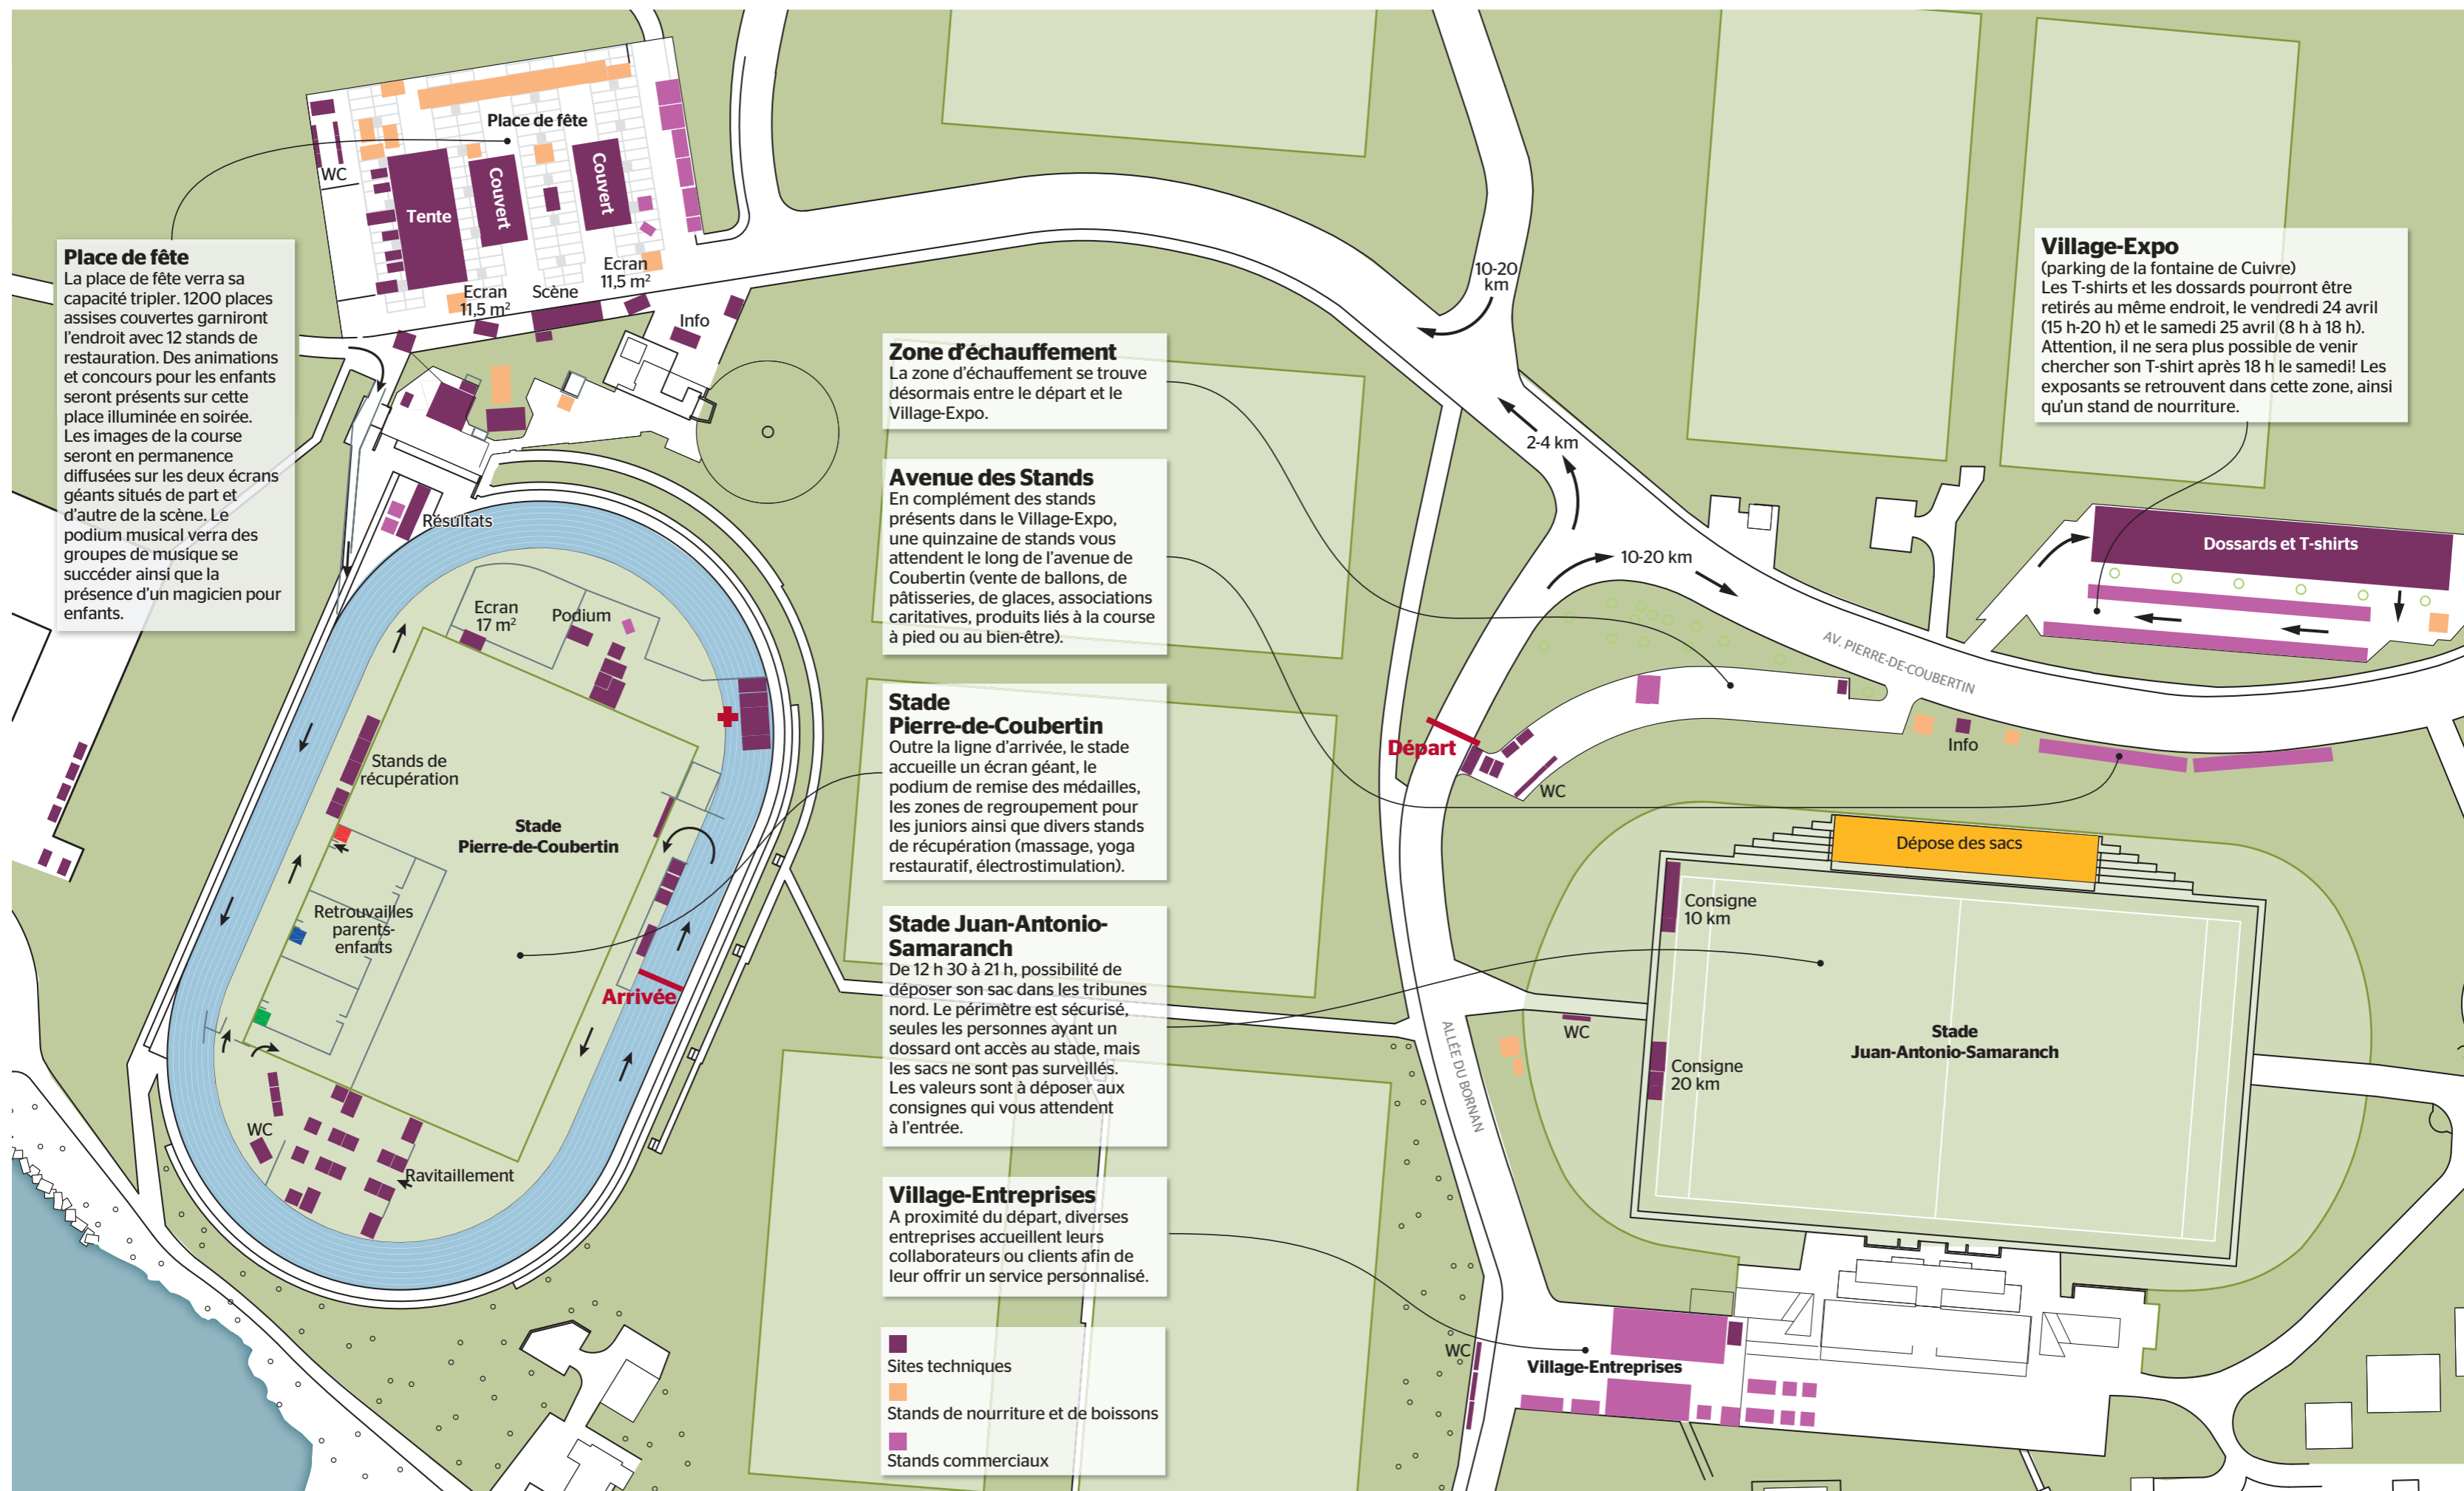 Place de fête
WC
Tente
Couvert
Couvert
Ecran
11,5 m²
Scène
Ecran
11,5 m²
Info
Place de fête
La place de fête verra sa
capacité tripler. 1200 places
assises couvertes garniront
l'endroit avec 12 stands de
restauration. Des animations
et concours pour les enfants
seront présents sur cette
place illuminée en soirée.
Les images de la course
seront en permanence
diffusées sur les deux écrans
géants situés de part et
d'autre de la scène. Le
podium musical verra des
groupes de musique se
succéder ainsi que la
présence d'un magicien pour
enfants.
Résultats
Ecran
17 m²
Podium
Stands de
récupération
Stade
Pierre-de-Coubertin
Retrouvailles
parents-
enfants
Arrivée
WC
Ravitaillement
Zone d'échauffement
La zone d'échauffement se trouve
désormais entre le départ et le
Village-Expo.
Avenue des Stands
En complément des stands
présents dans le Village-Expo,
une quinzaine de stands vous
attendent le long de l'avenue de
Coubertin (vente de ballons, de
pâtisseries, de glaces, associations
caritatives, produits liés à la course
à pied ou au bien-être).
Stade
Pierre-de-Coubertin
Outre la ligne d'arrivée, le stade
accueille un écran géant, le
podium de remise des médailles,
les zones de regroupement pour
les juniors ainsi que divers stands
de récupération (massage, yoga
restauratif, électrostimulation).
Stade Juan-Antonio-
Samaranch
De 12 h 30 à 21 h, possibilité de
déposer son sac dans les tribunes
nord. Le périmètre est sécurisé,
seules les personnes ayant un
dossard ont accès au stade, mais
les sacs ne sont pas surveillés.
Les valeurs sont à déposer aux
consignes qui vous attendent
à l'entrée.
Village-Entreprises
A proximité du départ, diverses
entreprises accueillent leurs
collaborateurs ou clients afin de
leur offrir un service personnalisé.
Sites techniques
Stands de nourriture et de boissons
Stands commerciaux
10-20
km
2-4 km
10-20 km
Village-Expo
(parking de la fontaine de Cuivre)
Les T-shirts et les dossards pourront être
retirés au même endroit, le vendredi 24 avril
(15 h-20 h) et le samedi 25 avril (8 h à 18 h).
Attention, il ne sera plus possible de venir
chercher son T-shirt après 18 h le samedi! Les
exposants se retrouvent dans cette zone, ainsi
qu'un stand de nourriture.
Dossards et T-shirts
AV. PIERRE-DE-COUBERTIN
Départ
WC
Info
Dépose des sacs
Consigne
10 km
WC
Consigne
20 km
Stade
Juan-Antonio-Samaranch
ALLÉE DU BORNAN
WC
Village-Entreprises